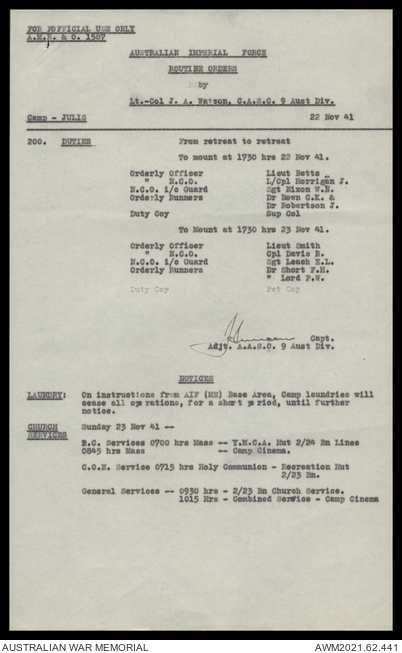 FOR FOFFICIAL USE ONLY
A.M.N. & O. 1587
AUSTRALIAN IMPERIAL FORCE
ROUTINE ORDERS
by
Lt.-Col J. A. Watson, C.A.S.C. 9 Aust Div.
Camp - JULIS 22 Nov 41
200. DUTIES From retreat to retreat
To mount at 1730 hrs 22 Nov 41.
Orderly Officer Lieut Betts
" N.C.O. L/Cpl Horrigan J.
N.C.O. i/c Guard Sgt Nixon W.N.
Orderly Runners Dr Bown C.K. &
Dr Robertson J.
Duty Coy Sup Col
To Mount at 1730 hrs 23 Nov 41.
Orderly Officer Lieut Smith
" N.C.O. Cpl Davis R.
N.C.O. i/c Guard Sgt Leach E.L.
Orderly Runners Dr Short F.H.
" Lord P.W.
Duty Coy Pet Coy
Capt.
Adjt. A.A.S.C. 9 Aust Div.
NOTICES
LAUNDRY: On instructions from AIF (ME) Base Area, Camp laundries will
cease all operations, for a short period, until further
notice.
CHURCH SERVICES Sunday 23 Nov 41 --
R.C. Services 0700 hrs Mass -- Y.M.C.A. Hut 2/24 Bn Lines
0845 hrs Mass -- Camp Cinema.
C.O.E. Service 0715 hrs Holy Communion - Recreation Hut
2/23 Bn.
General Services -- 0930 hrs - 2/23 Bn Church Service.
1015 Hrs - Combined Service - Camp Cinema
AUSTRALIAN WAR MEMORIAL AWM2021.62.441